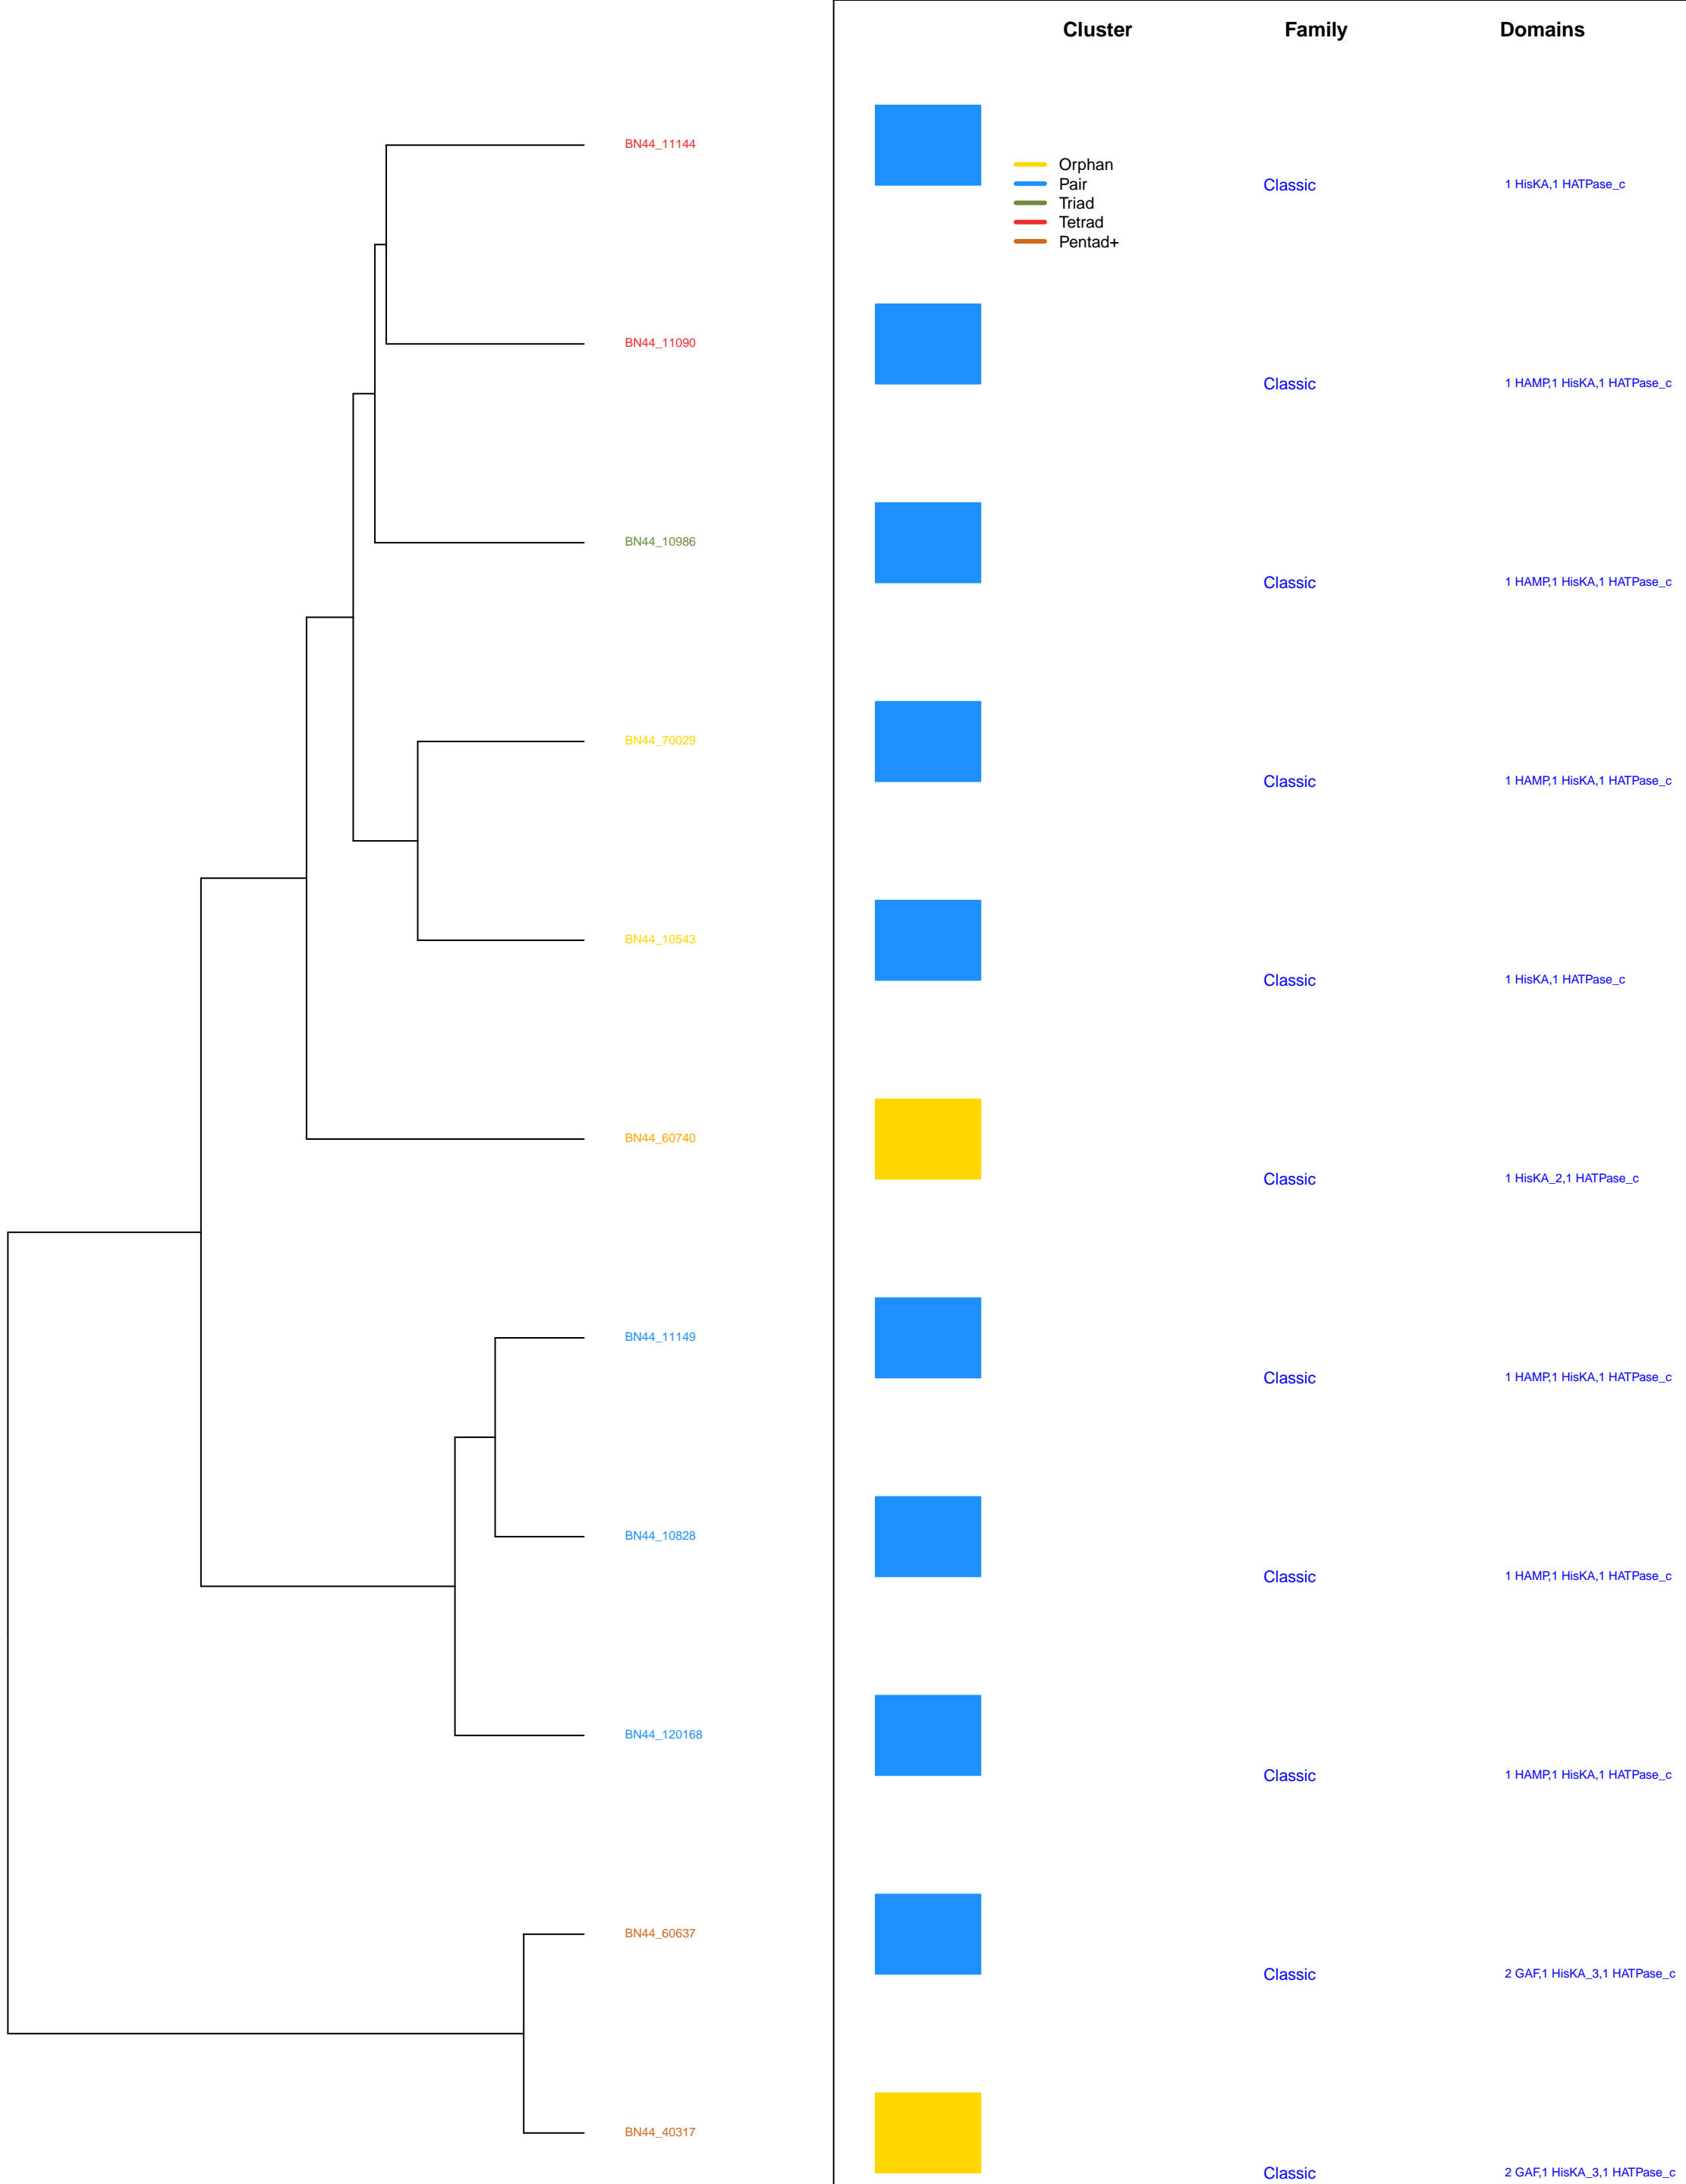 Cluster Family Domains
BN44_11144
Orphan
Pair
Triad
Tetrad
Pentad+
Classic 1 HisKA,1 HATPase_c
BN44_11090
Classic 1 HAMP,1 HisKA,1 HATPase_c
BN44_10986
Classic 1 HAMP,1 HisKA,1 HATPase_c
BN44_70029
Classic 1 HAMP,1 HisKA,1 HATPase_c
BN44_10543
Classic 1 HisKA,1 HATPase_c
BN44_60740
Classic 1 HisKA_2,1 HATPase_c
BN44_11149
Classic 1 HAMP,1 HisKA,1 HATPase_c
BN44_10828
Classic 1 HAMP,1 HisKA,1 HATPase_c
BN44_120168
Classic 1 HAMP,1 HisKA,1 HATPase_c
BN44_60637
Classic 2 GAF,1 HisKA_3,1 HATPase_c
BN44_40317
Classic 2 GAF,1 HisKA_3,1 HATPase_c